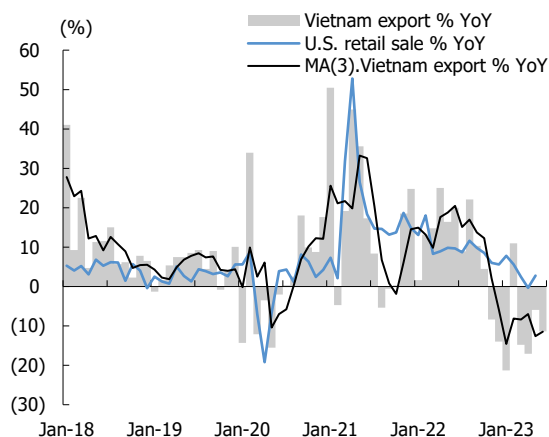 (%)
Vietnam export % YoY
U.S. retail sale % YoY
MA(3).Vietnam export % YoY
60
50
40
30
20
10
0
(10)
(20)
(30)
Jan-18 Jan-19 Jan-20 Jan-21 Jan-22 Jan-23